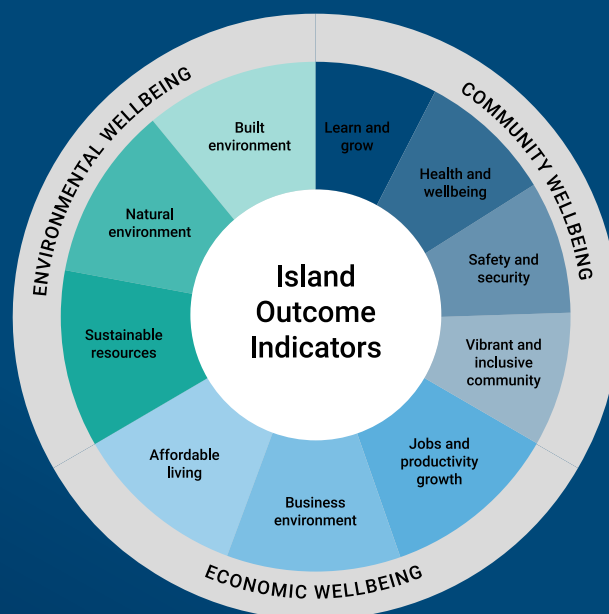 ENVIRONMENTAL WELLBEING
COMMUNITY WELLBEING
ECONOMIC WELLBEING
Built
environment
Learn and
grow
Health and
wellbeing
Natural
environment
Safety and
security
Island
Outcome
Indicators
Sustainable
resources
Vibrant and
inclusive
community
Affordable
living
Jobs and
productivity
growth
Business
environment